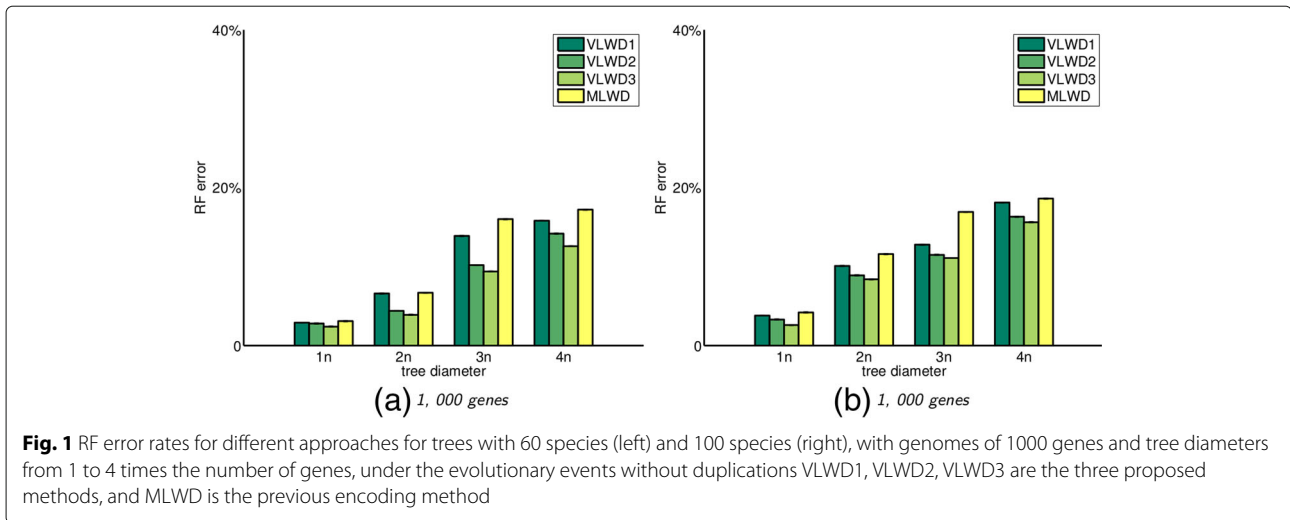 40%
20%
0
RF error
VLWD1
VLWD2
VLWD3
MLWD
1n 2n 3n 4n
tree diameter
(a) 1, 000 genes
40%
20%
0
RF error
VLWD1
VLWD2
VLWD3
MLWD
1n 2n 3n 4n
tree diameter
(b) 1, 000 genes
Fig. 1 RF error rates for different approaches for trees with 60 species (left) and 100 species (right), with genomes of 1000 genes and tree diameters
from 1 to 4 times the number of genes, under the evolutionary events without duplications VLWD1, VLWD2, VLWD3 are the three proposed
methods, and MLWD is the previous encoding method